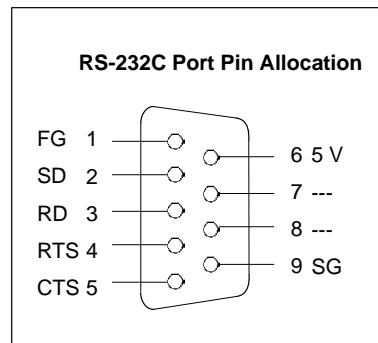 RS-232C Port Pin Allocation
FG 1
SD 2
RD 3
RTS 4
CTS 5
6 5 V
7 ---
8 ---
9 SG